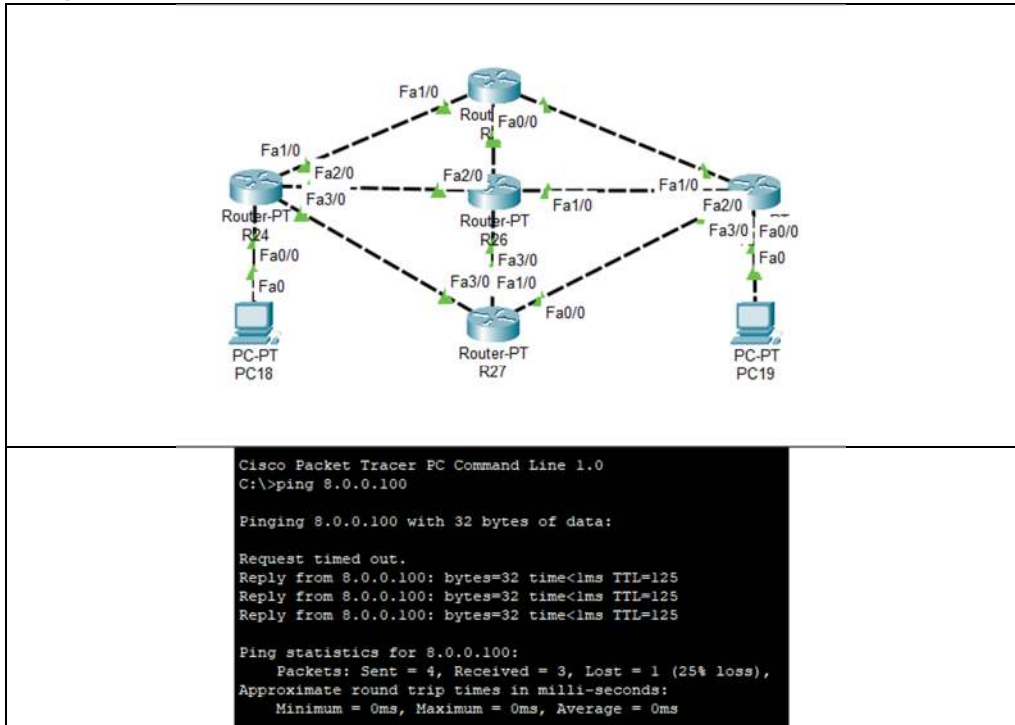 Fa1/0
Rout
Fa0/0
R
Fa1/0
Fa2/0
Fa3/0
Fa2/0
Fa1/0
Fa1/0
Fa2/0
Router-PT
R24
Router-PT
R26
Fa3/0
Fa0/0
Fa0/0
Fa3/0
Fa0
Fa0
Fa3/0
Fa1/0
Fa0/0
PC-PT
PC18
Router-PT
R27
PC-PT
PC19
Cisco Packet Tracer PC Command Line 1.0
C:\>ping 8.0.0.100
Pinging 8.0.0.100 with 32 bytes of data:
Request timed out.
Reply from 8.0.0.100: bytes=32 time<1ms TTL=125
Reply from 8.0.0.100: bytes=32 time<1ms TTL=125
Reply from 8.0.0.100: bytes=32 time<1ms TTL=125
Ping statistics for 8.0.0.100:
Packets: Sent = 4, Received = 3, Lost = 1 (25% loss),
Approximate round trip times in milli-seconds:
Minimum = 0ms, Maximum = 0ms, Average = 0ms